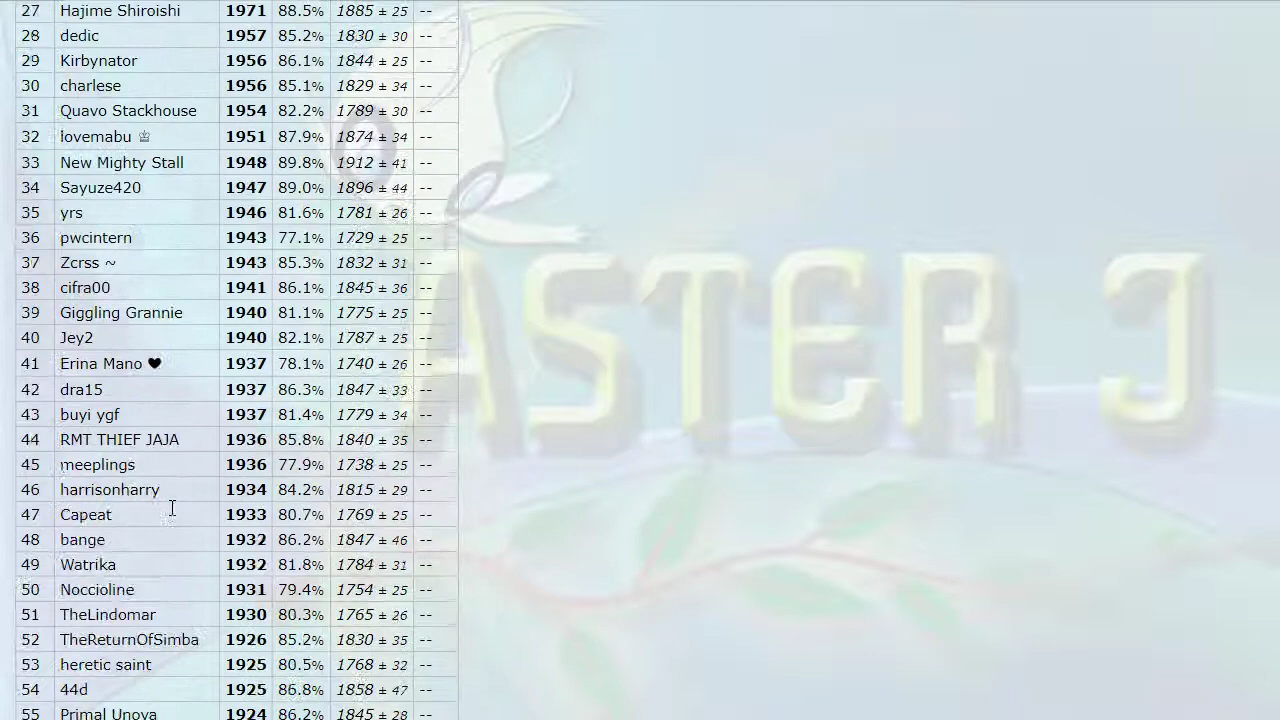 27 Hajime Shiroishi 1971 88.5% 1885 ± 25 --
28 dedic 1957 85.2% 1830 ± 30 --
29 Kirbynator 1956 86.1% 1844 ± 25 --
30 charlese 1956 85.1% 1829 ± 34 --
31 Quavo Stackhouse 1954 82.2% 1789 ± 30 --
32 lovemabu ♔ 1951 87.9% 1874 ± 34 --
33 New Mighty Stall 1948 89.8% 1912 ± 41 --
34 Sayuze420 1947 89.0% 1896 ± 44 --
35 yrs 1946 81.6% 1781 ± 26 --
36 pwcintern 1943 77.1% 1729 ± 25 --
37 Zcrss ~ 1943 85.3% 1832 ± 31 --
38 cifra00 1941 86.1% 1845 ± 36 --
39 Giggling Grannie 1940 81.1% 1775 ± 25 --
40 Jey2 1940 82.1% 1787 ± 25 --
41 Erina Mano ♥ 1937 78.1% 1740 ± 26 --
42 dra15 1937 86.3% 1847 ± 33 --
43 buyi ygf 1937 81.4% 1779 ± 34 --
44 RMT THIEF JAJA 1936 85.8% 1840 ± 35 --
45 meeplings 1936 77.9% 1738 ± 25 --
46 harrisonharry 1934 84.2% 1815 ± 29 --
47 Capeat 1933 80.7% 1769 ± 25 --
48 bange 1932 86.2% 1847 ± 46 --
49 Watrika 1932 81.8% 1784 ± 31 --
50 Noccioline 1931 79.4% 1754 ± 25 --
51 TheLindomar 1930 80.3% 1765 ± 26 --
52 TheReturnOfSimba 1926 85.2% 1830 ± 35 --
53 heretic saint 1925 80.5% 1768 ± 32 --
54 44d 1925 86.8% 1858 ± 47 --
55 Primal Unova 1924 86.2% 1845 ± 28 --
ASTER J